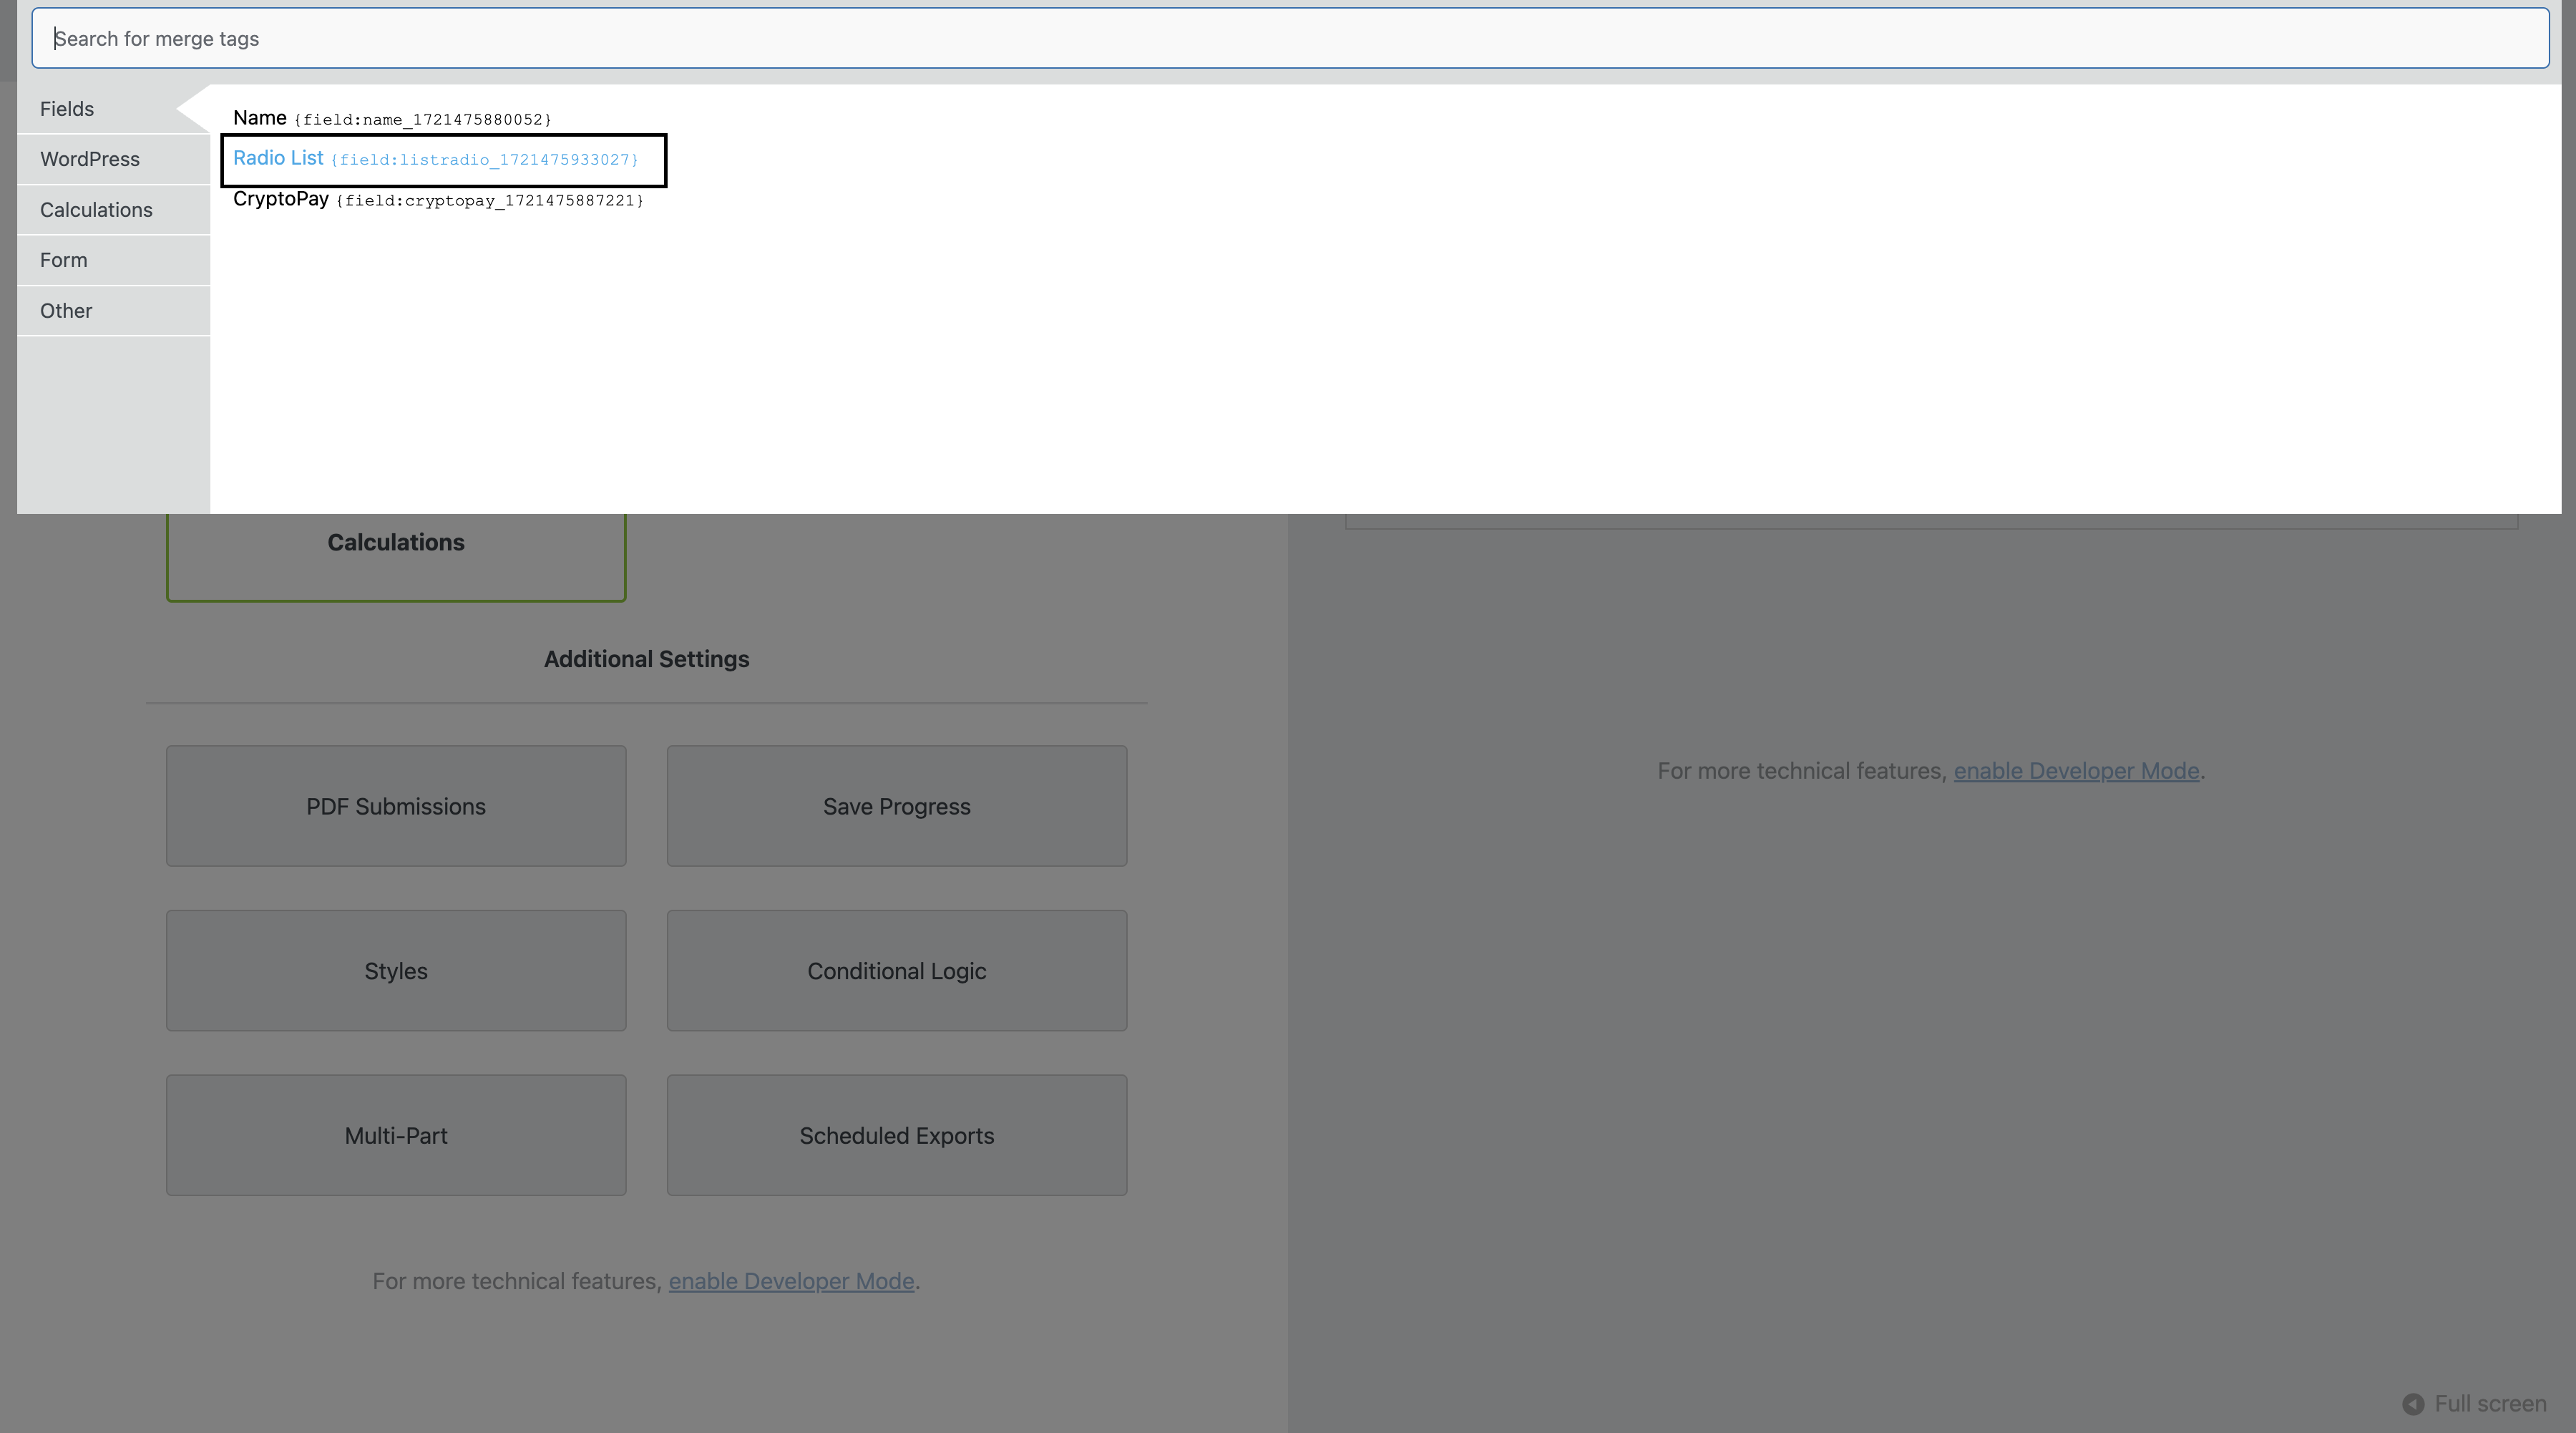 Search for merge tags
Fields
WordPress
Calculations
Form
Other
Name {field:name_1721475880052}
Radio List {field:listradio_1721475933027}
CryptoPay {field:cryptopay_1721475887221}
Calculations
Additional Settings
PDF Submissions
Save Progress
Styles
Conditional Logic
Multi-Part
Scheduled Exports
For more technical features, enable Developer Mode.
For more technical features, enable Developer Mode.
Full screen